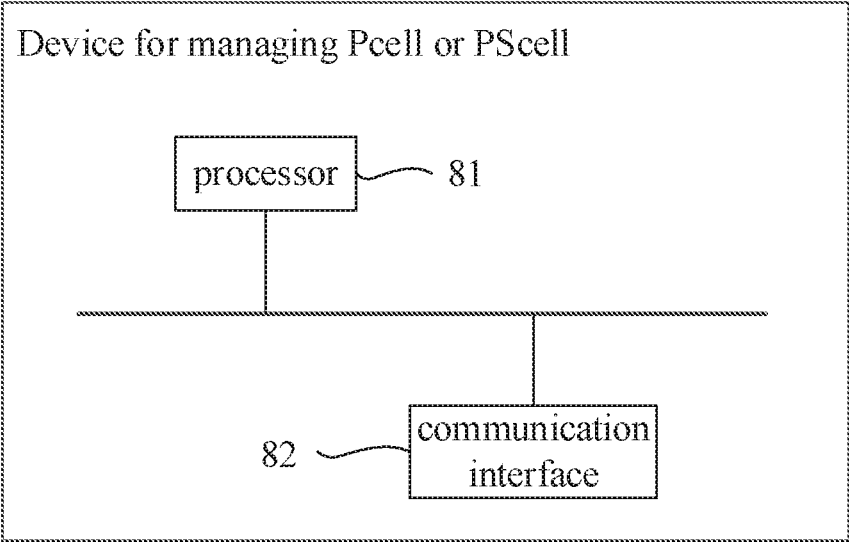 Device for managing Pcell or PScell
processor
81
82
communication
interface